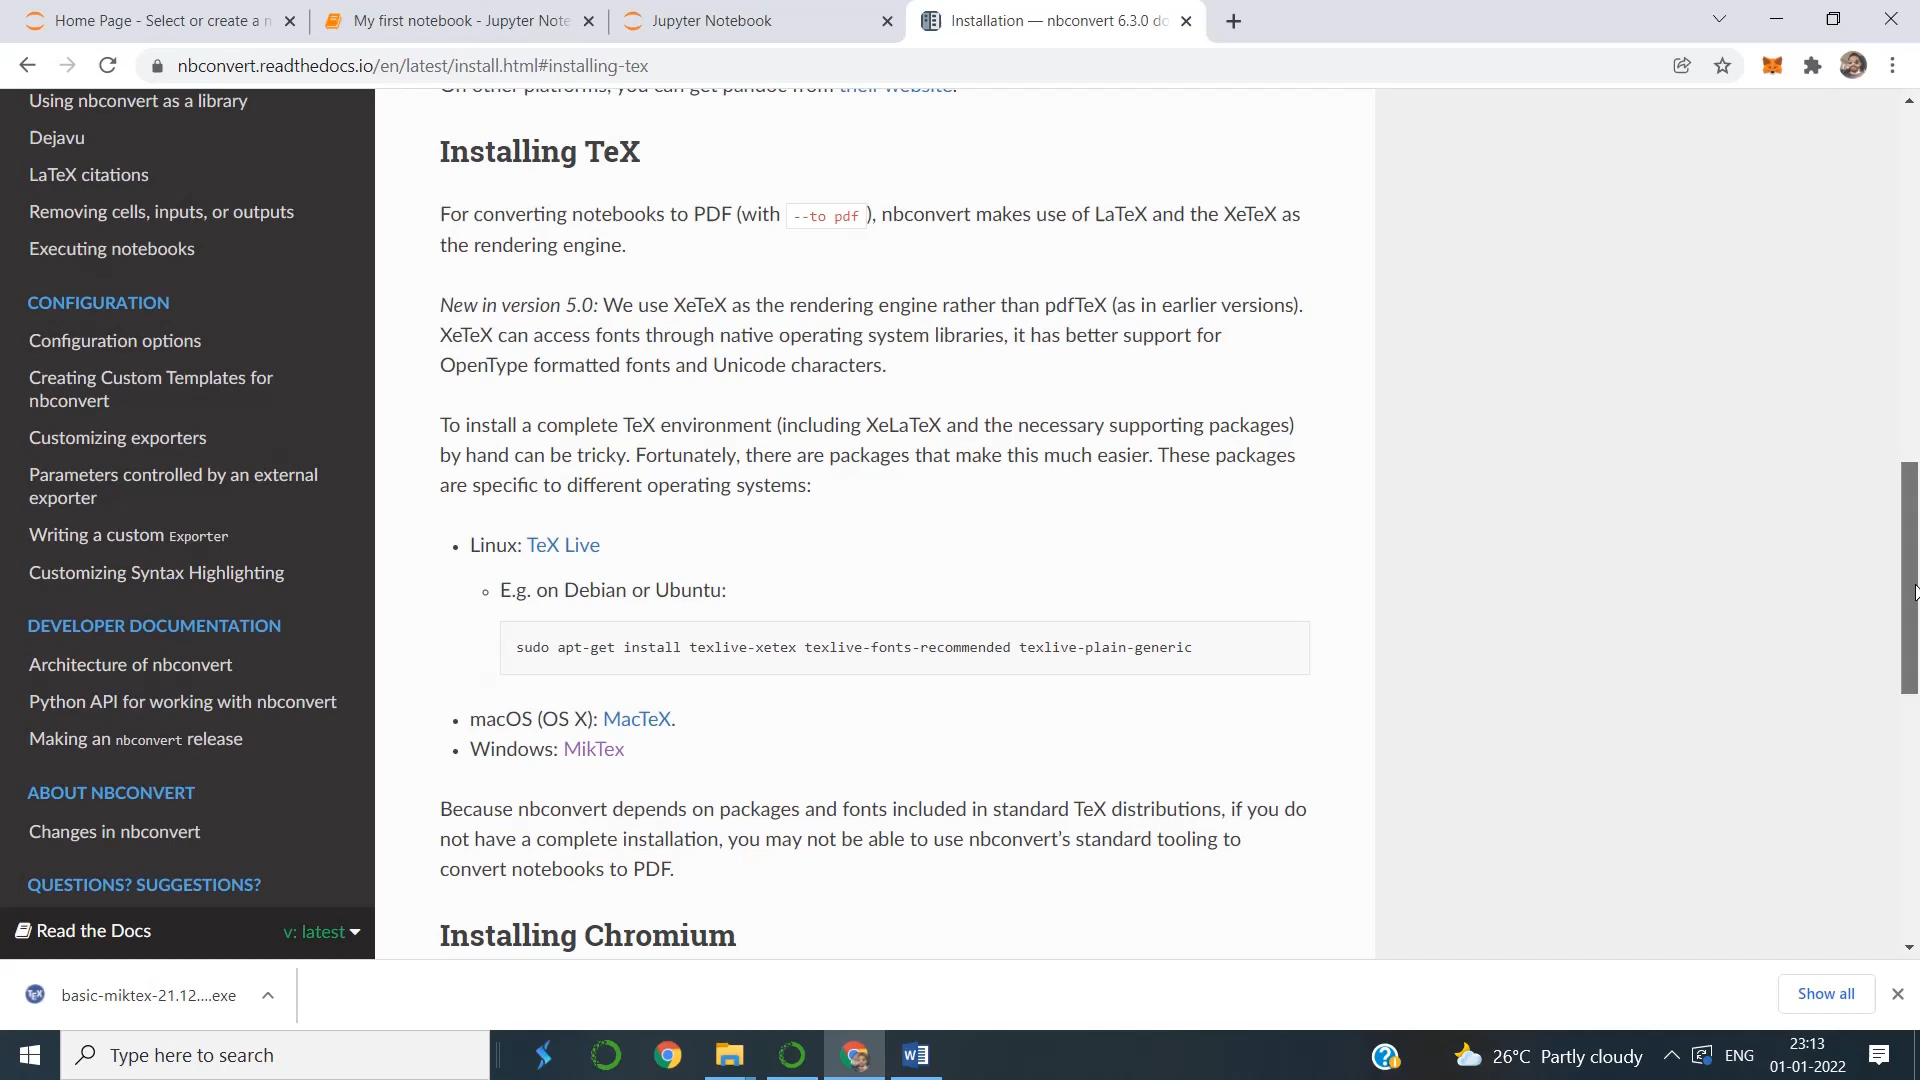 Home Page - Select or create a n
My first notebook - Jupyter Note
Jupyter Notebook
Installation — nbconvert 6.3.0 do
nbconvert.readthedocs.io/en/latest/install.html#installing-tex
Using nbconvert as a library
Dejavu
LaTeX citations
Removing cells, inputs, or outputs
Executing notebooks
CONFIGURATION
Configuration options
Creating Custom Templates for
nbconvert
Customizing exporters
Parameters controlled by an external
exporter
Writing a custom Exporter
Customizing Syntax Highlighting
DEVELOPER DOCUMENTATION
Architecture of nbconvert
Python API for working with nbconvert
Making an nbconvert release
ABOUT NBCONVERT
Changes in nbconvert
QUESTIONS? SUGGESTIONS?
Read the Docs
v: latest
On other platforms, you can get pandoc from their website.
Installing TeX
For converting notebooks to PDF (with --to pdf), nbconvert makes use of LaTeX and the XeTeX as
the rendering engine.
New in version 5.0: We use XeTeX as the rendering engine rather than pdfTeX (as in earlier versions).
XeTeX can access fonts through native operating system libraries, it has better support for
OpenType formatted fonts and Unicode characters.
To install a complete TeX environment (including XeLaTeX and the necessary supporting packages)
by hand can be tricky. Fortunately, there are packages that make this much easier. These packages
are specific to different operating systems:
• Linux: TeX Live
◦ E.g. on Debian or Ubuntu:
sudo apt-get install texlive-xetex texlive-fonts-recommended texlive-plain-generic
• macOS (OS X): MacTeX.
• Windows: MikTex
Because nbconvert depends on packages and fonts included in standard TeX distributions, if you do
not have a complete installation, you may not be able to use nbconvert’s standard tooling to
convert notebooks to PDF.
Installing Chromium
TEX
basic-miktex-21.12....exe
Show all
Type here to search
26°C Partly cloudy
ENG
23:13
01-01-2022